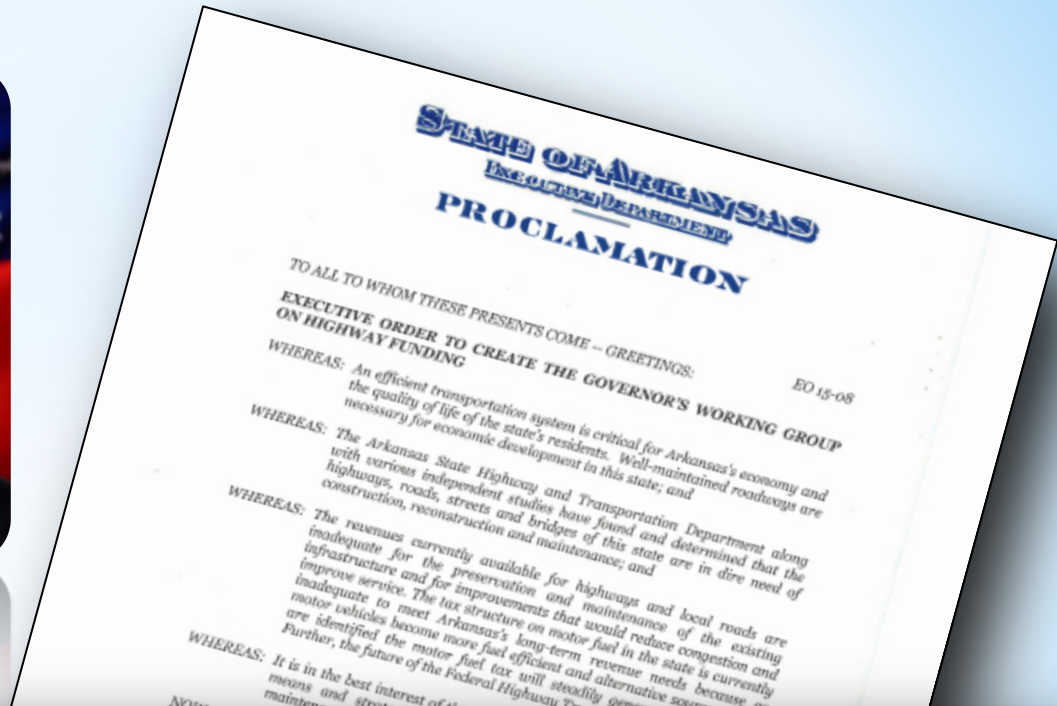 STATE OF ARKANSAS
EXECUTIVE DEPARTMENT
PROCLAMATION
TO ALL TO WHOM THESE PRESENTS COME -- GREETINGS:
EO 15-08
EXECUTIVE ORDER TO CREATE THE GOVERNOR'S WORKING GROUP
ON HIGHWAY FUNDING
WHEREAS: An efficient transportation system is critical for Arkansas's economy and
the quality of life of the state's residents. Well-maintained roadways are
necessary for economic development in this state; and
WHEREAS: The Arkansas State Highway and Transportation Department along
with various independent studies have found and determined that the
highways, roads, streets and bridges of this state are in dire need of
construction, reconstruction and maintenance; and
WHEREAS: The revenues currently available for highways and local roads are
inadequate for the preservation and maintenance of the existing
infrastructure and for improvements that would reduce congestion and
improve service. The tax structure on motor fuel in the state is currently
inadequate to meet Arkansas's long-term revenue needs because as
motor vehicles become more fuel efficient and alternative
are identified the motor fuel tax will steadily
Further, the future of the Federal Highway
WHEREAS: It is in the best interest of
means and